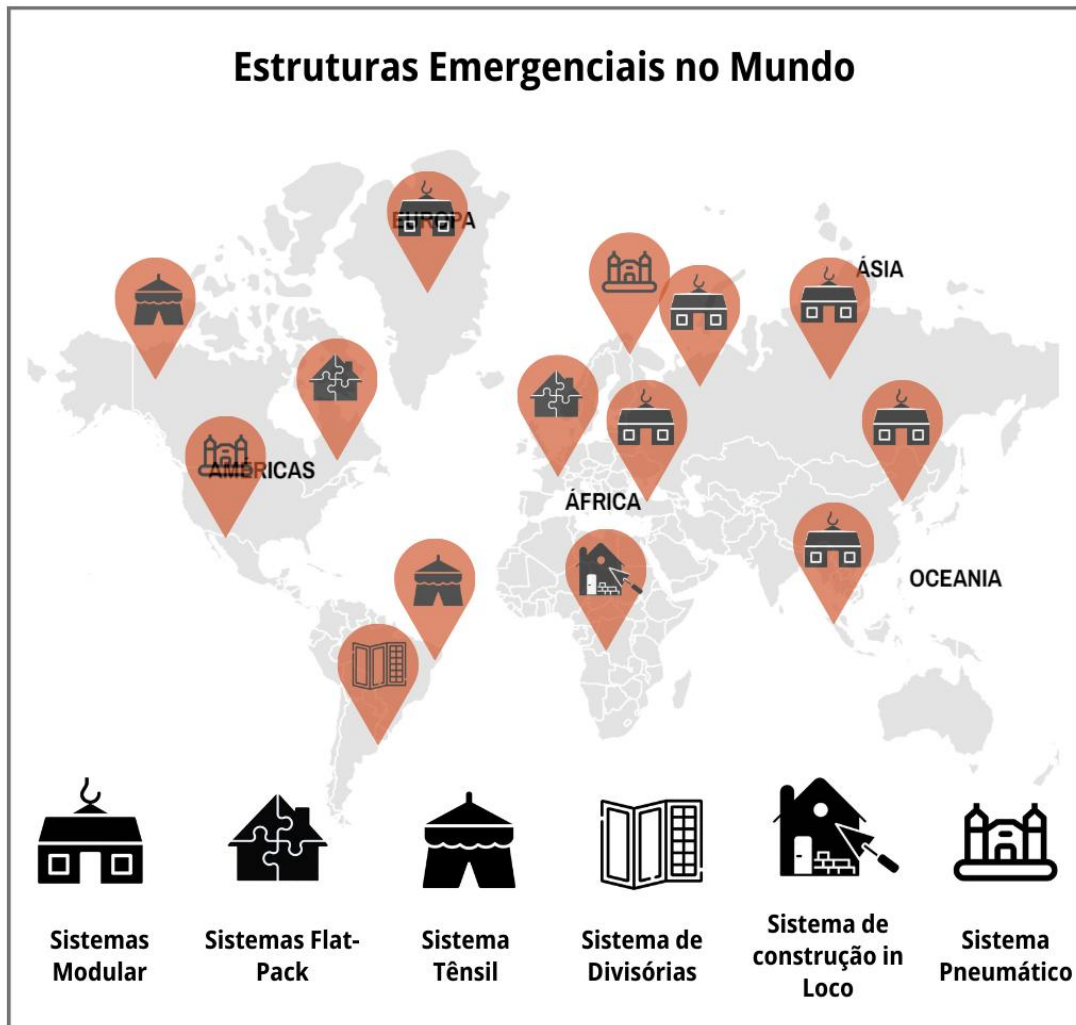 Estruturas Emergenciais no Mundo
EUROPA
ÁSIA
AMÉRICAS
ÁFRICA
OCEANIA
Sistemas
Modular
Sistemas Flat-
Pack
Sistema
Tênsil
Sistema de
Divisórias
Sistema de
construção in
Loco
Sistema
Pneumático